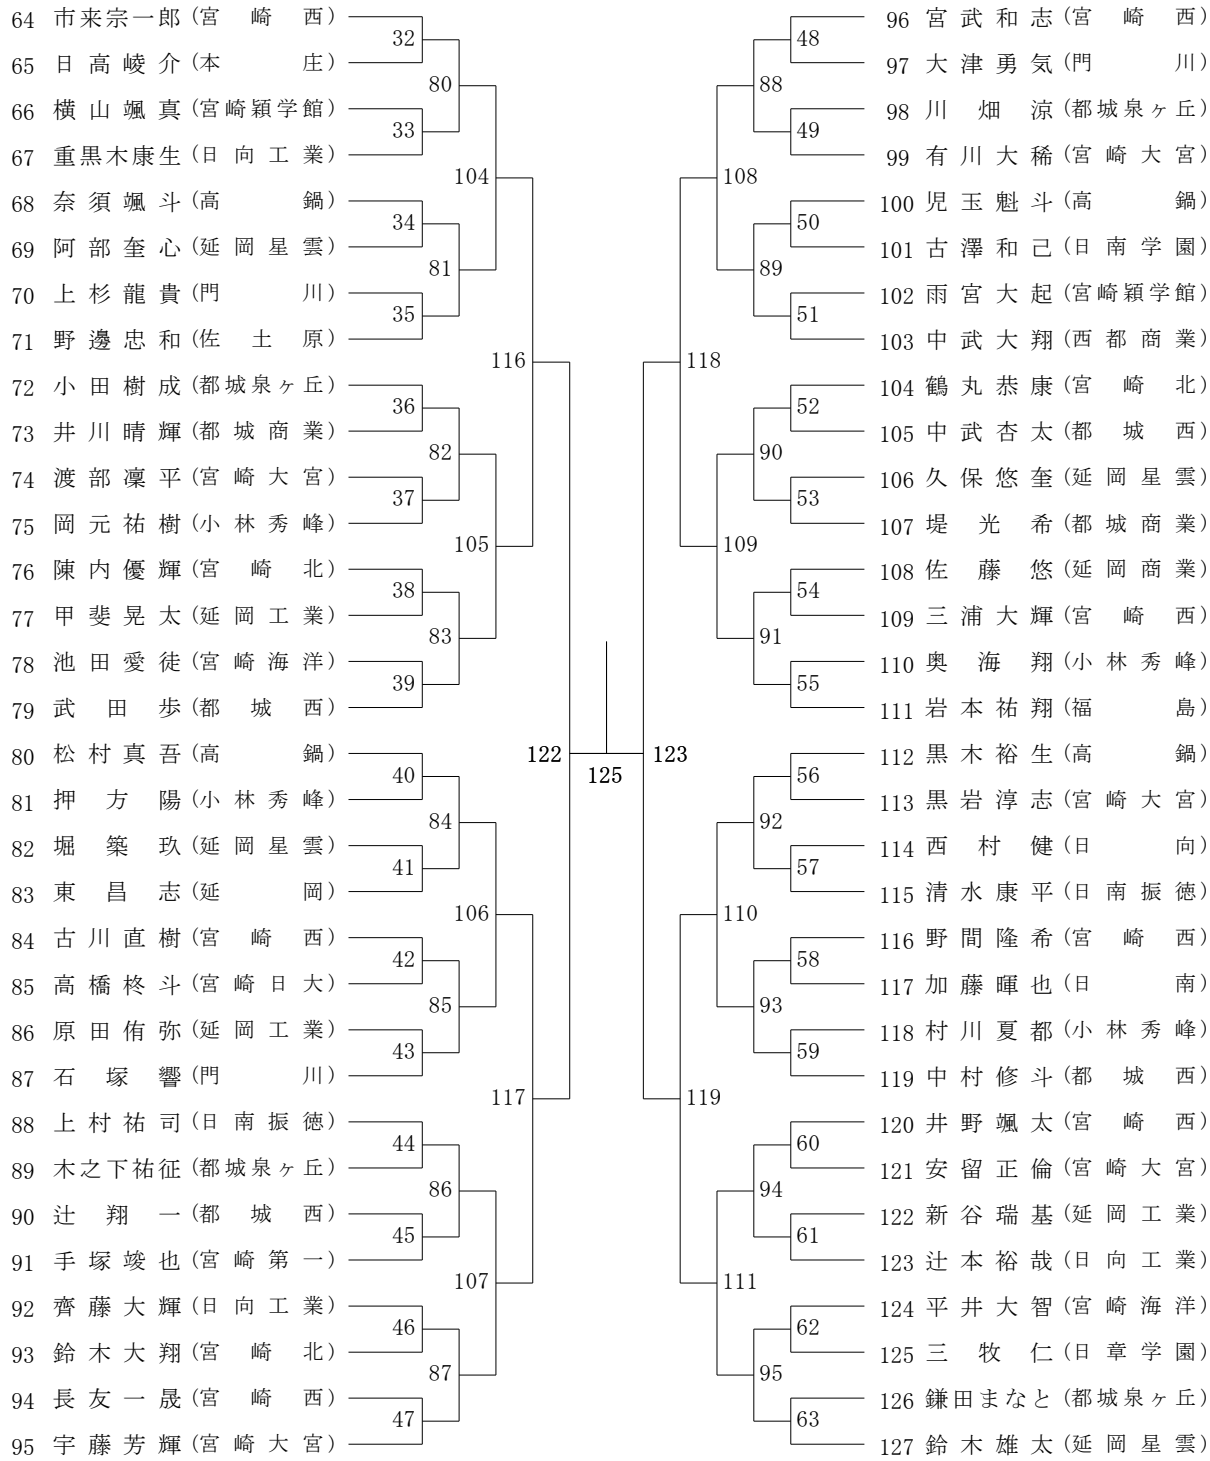 64 市来宗一郎 (宮崎西)
65 日高崚介 (本庄)
66 横山颯真 (宮崎穎学館)
67 重黒木康生 (日向工業)
68 奈須颯斗 (高鍋)
69 阿部奎心 (延岡星雲)
70 上杉龍貴 (門川)
71 野邊忠和 (佐土原)
72 小田樹成 (都城泉ヶ丘)
73 井川晴輝 (都城商業)
74 渡部凜平 (宮崎大宮)
75 岡元祐樹 (小林秀峰)
76 陳内優輝 (宮崎北)
77 甲斐晃太 (延岡工業)
78 池田愛徒 (宮崎海洋)
79 武田歩 (都城西)
80 松村真吾 (高鍋)
81 押方陽 (小林秀峰)
82 堀築玖 (延岡星雲)
83 東昌志 (延岡)
84 古川直樹 (宮崎西)
85 高橋柊斗 (宮崎日大)
86 原田侑弥 (延岡工業)
87 石塚響 (門川)
88 上村祐司 (日南振徳)
89 木之下祐征 (都城泉ヶ丘)
90 辻翔一 (都城西)
91 手塚竣也 (宮崎第一)
92 齊藤大輝 (日向工業)
93 鈴木大翔 (宮崎北)
94 長友一晟 (宮崎西)
95 宇藤芳輝 (宮崎大宮)
32
33
34
35
36
37
38
39
40
41
42
43
44
45
46
47
80
81
82
83
84
85
86
87
104
105
106
107
116
117
122
125
123
118
119
108
109
110
111
88
89
90
91
92
93
94
95
48
49
50
51
52
53
54
55
56
57
58
59
60
61
62
63
96 宮武和志 (宮崎西)
97 大津勇気 (門川)
98 川畑涼 (都城泉ヶ丘)
99 有川大稀 (宮崎大宮)
100 児玉魁斗 (高鍋)
101 古澤和己 (日南学園)
102 雨宮大起 (宮崎穎学館)
103 中武大翔 (西都商業)
104 鶴丸恭康 (宮崎北)
105 中武杏太 (都城西)
106 久保悠奎 (延岡星雲)
107 堤光希 (都城商業)
108 佐藤悠 (延岡商業)
109 三浦大輝 (宮崎西)
110 奥海翔 (小林秀峰)
111 岩本祐翔 (福島)
112 黒木裕生 (高鍋)
113 黒岩淳志 (宮崎大宮)
114 西村健 (日向)
115 清水康平 (日南振徳)
116 野間隆希 (宮崎西)
117 加藤暉也 (日南)
118 村川夏都 (小林秀峰)
119 中村修斗 (都城西)
120 井野颯太 (宮崎西)
121 安留正倫 (宮崎大宮)
122 新谷瑞基 (延岡工業)
123 辻本裕哉 (日向工業)
124 平井大智 (宮崎海洋)
125 三牧仁 (日章学園)
126 鎌田まなと (都城泉ヶ丘)
127 鈴木雄太 (延岡星雲)